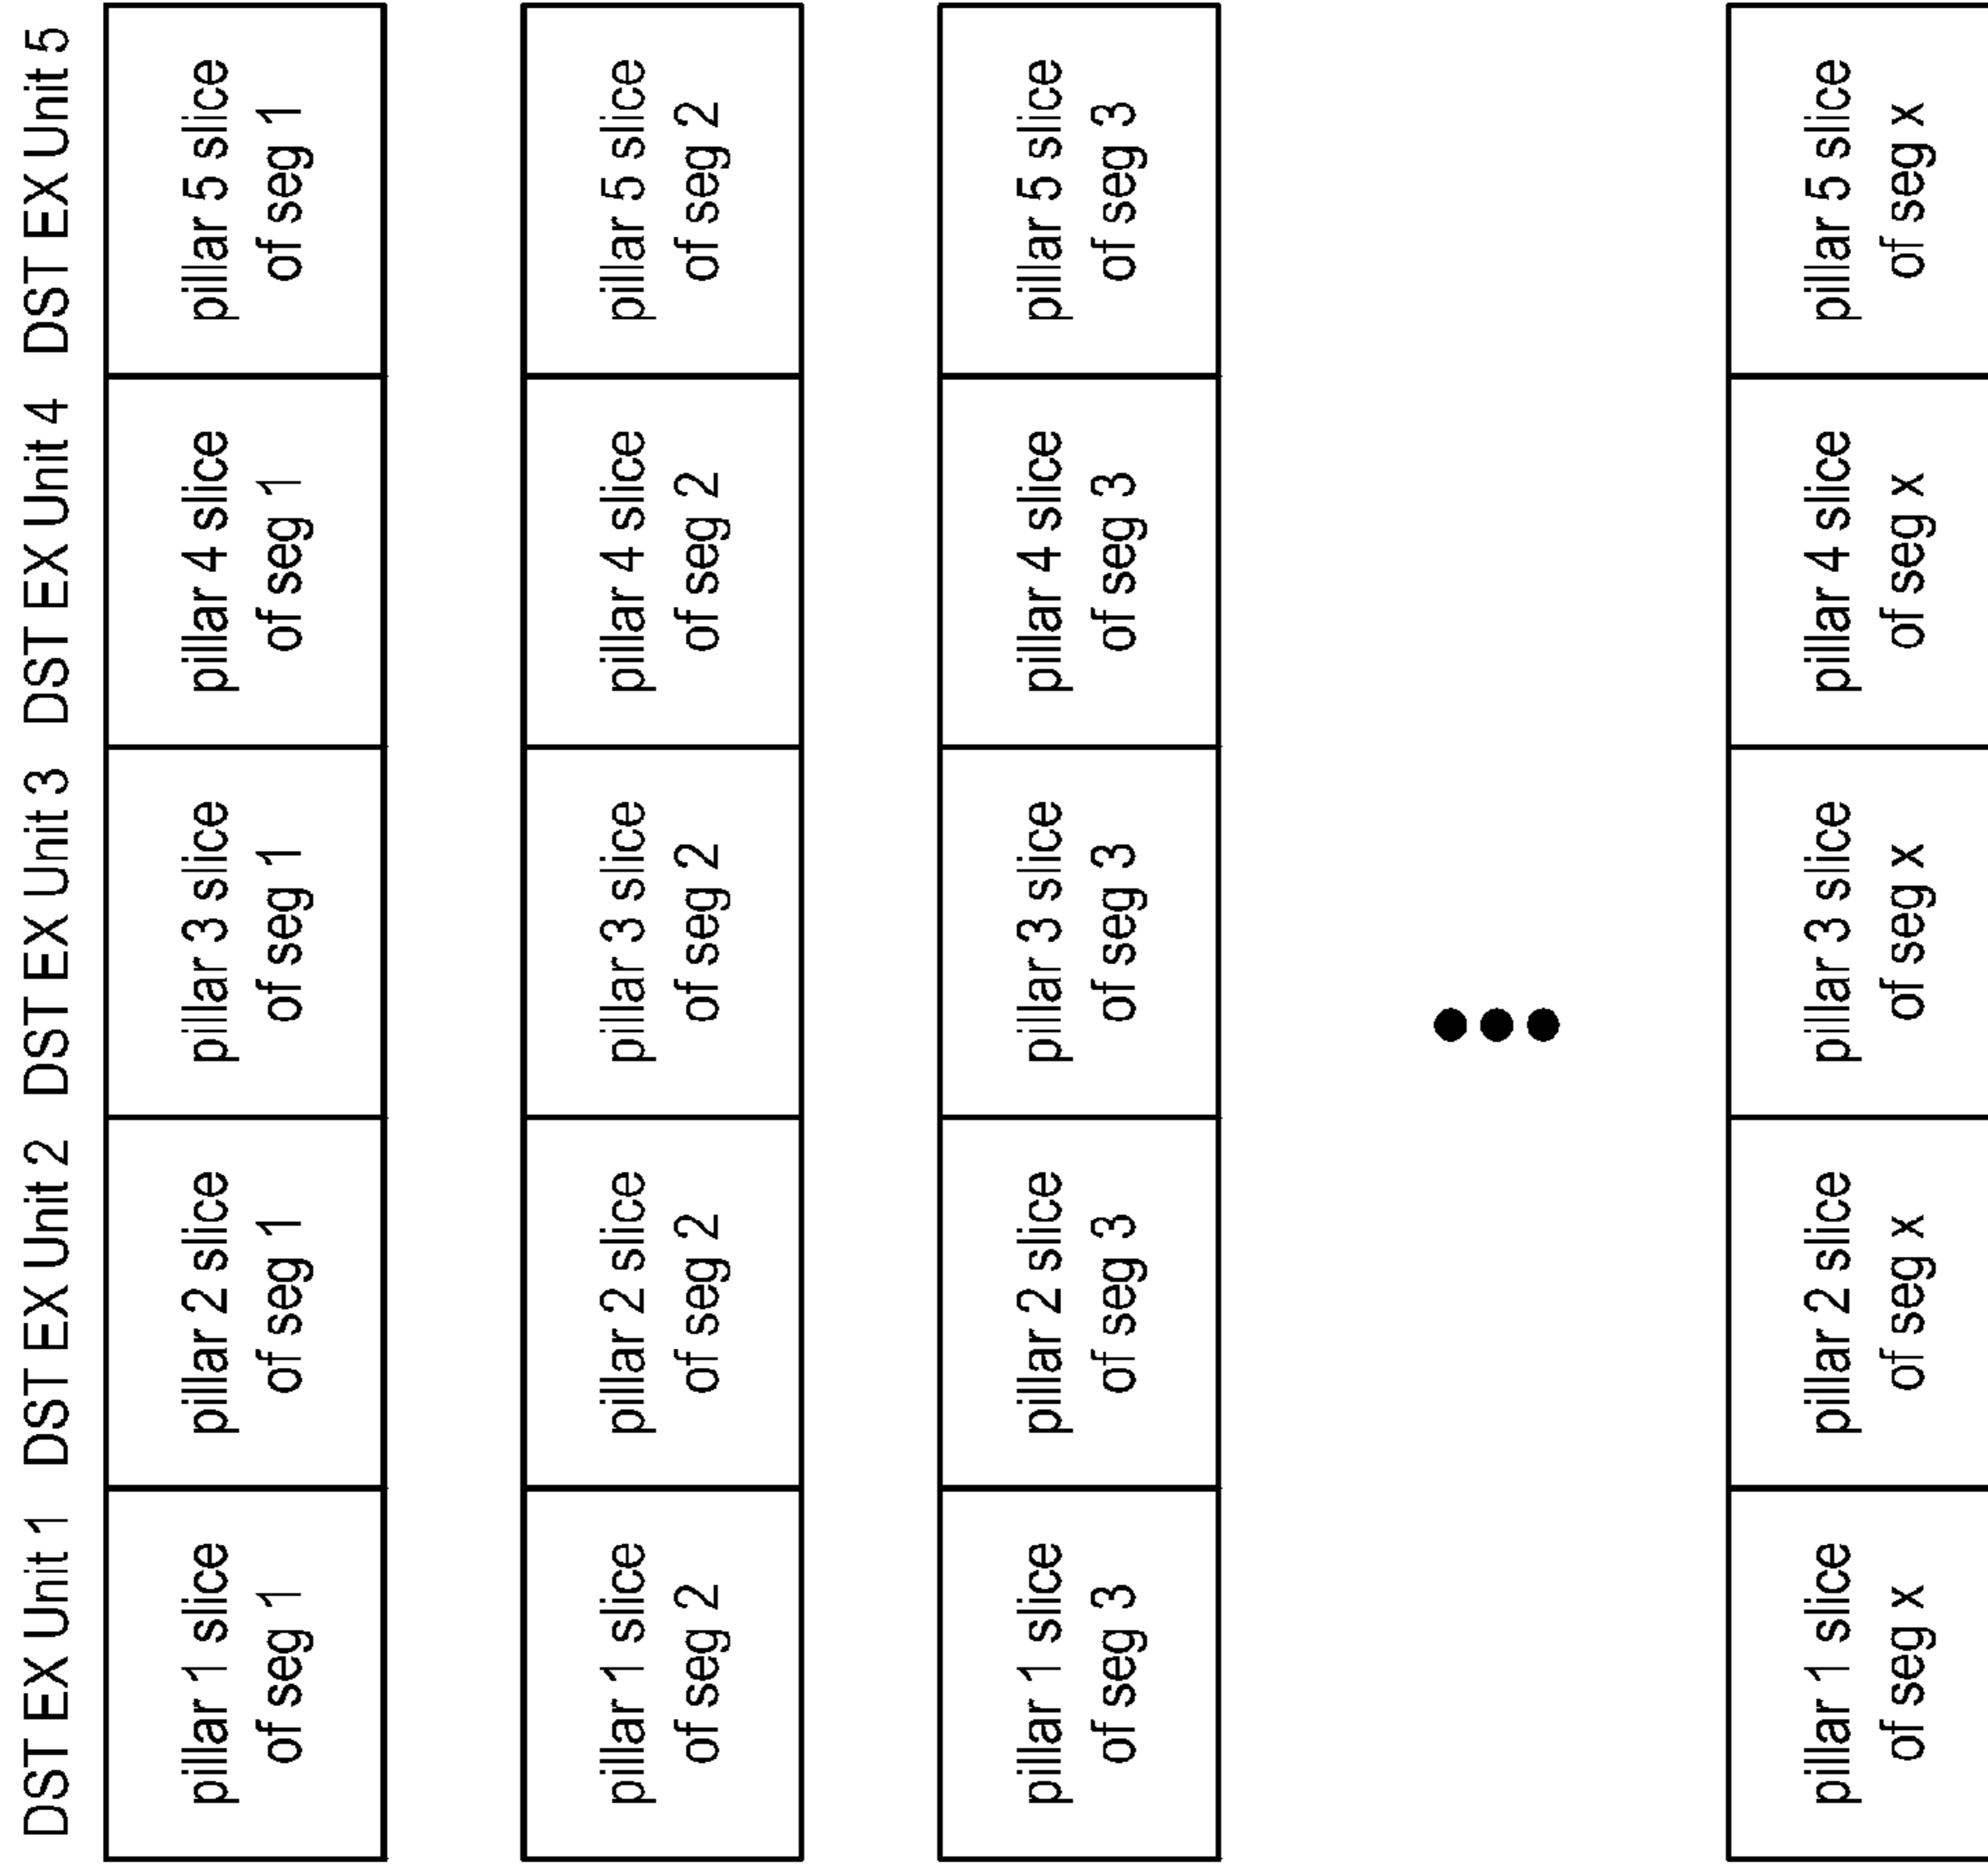 DST EX Unit 1 DST EX Unit 2 DST EX Unit 3 DST EX Unit 4 DST EX Unit 5
pillar 1 slice
of seg 1
pillar 2 slice
of seg 1
pillar 3 slice
of seg 1
pillar 4 slice
of seg 1
pillar 5 slice
of seg 1
pillar 1 slice
of seg 2
pillar 2 slice
of seg 2
pillar 3 slice
of seg 2
pillar 4 slice
of seg 2
pillar 5 slice
of seg 2
pillar 1 slice
of seg 3
pillar 2 slice
of seg 3
pillar 3 slice
of seg 3
pillar 4 slice
of seg 3
pillar 5 slice
of seg 3
pillar 1 slice
of seg x
pillar 2 slice
of seg x
pillar 3 slice
of seg x
pillar 4 slice
of seg x
pillar 5 slice
of seg x